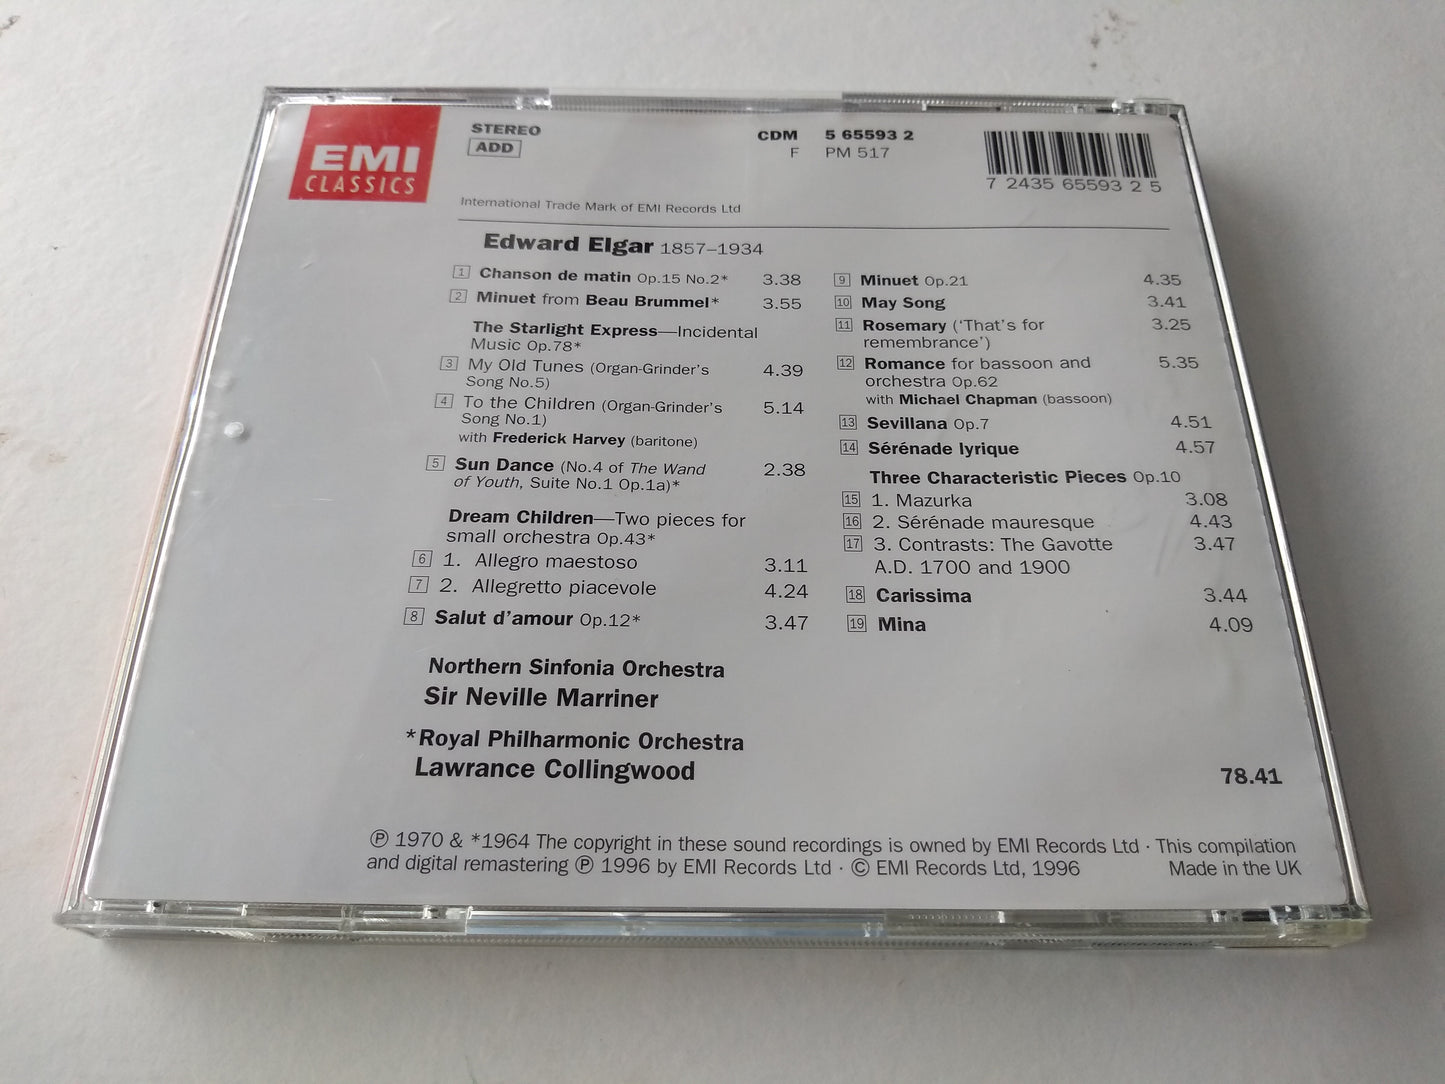 EMI
CLASSICS
STEREO
ADD
CDM 5 65593 2
F PM 517
7 24355 65593 2 5
International Trade Mark of EMI Records Ltd
Edward Elgar 1857–1934
1 Chanson de matin Op.15 No.2* 3.38
2 Minuet from Beau Brummel* 3.55
The Starlight Express—Incidental
Music Op.78*
3 My Old Tunes (Organ-Grinder's 4.39
Song No.5)
4 To the Children (Organ-Grinder's 5.14
Song No.1)
with Frederick Harvey (baritone)
5 Sun Dance (No.4 of The Wand 2.38
of Youth, Suite No.1 Op.1a)*
Dream Children—Two pieces for
small orchestra Op.43*
6 1. Allegro maestoso 3.11
7 2. Allegretto piacevole 4.24
8 Salut d'amour Op.12* 3.47
9 Minuet Op.21 4.35
10 May Song 3.41
11 Rosemary ('That's for 3.25
remembrance')
12 Romance for bassoon and 5.35
orchestra Op.62
with Michael Chapman (bassoon)
13 Sevillana Op.7 4.51
14 Sérénade lyrique 4.57
Three Characteristic Pieces Op.10
15 1. Mazurka 3.08
16 2. Sérénade mauresque 4.43
17 3. Contrasts: The Gavotte 3.47
A.D. 1700 and 1900
18 Carissima 3.44
19 Mina 4.09
Northern Sinfonia Orchestra
Sir Neville Marriner
*Royal Philharmonic Orchestra
Lawrance Collingwood
78.41
℗ 1970 & *1964 The copyright in these sound recordings is owned by EMI Records Ltd · This compilation
and digital remastering ℗ 1996 by EMI Records Ltd · © EMI Records Ltd, 1996 Made in the UK